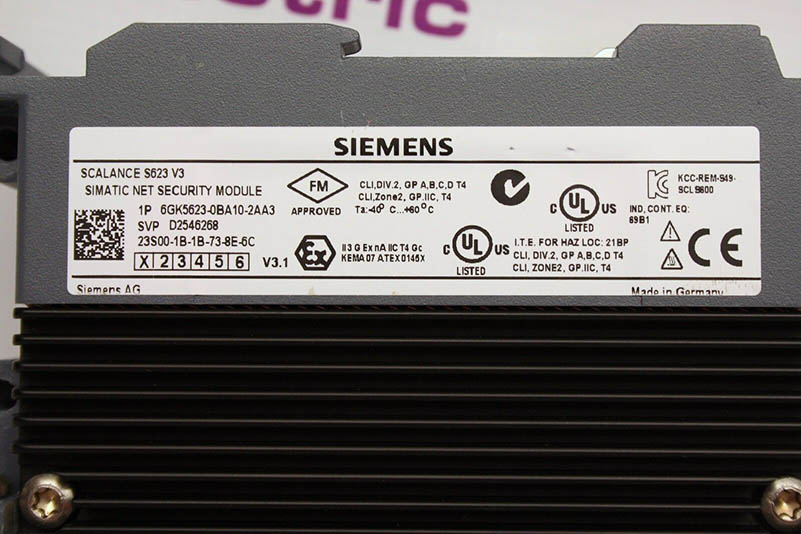 SIEMENS
SCALANCE S623 V3
SIMATIC NET SECURITY MODULE
1P 6GK5623-0BA10-2AA3
SVP D2546268
23S00-1B-1B-73-8E-6C
X 2 3 4 5 6 V3.1
FM
APPROVED
CLI,DIV.2, GP A,B,C,D T4
CLI,Zone2, GP.IIC, T4
Ta:-40° C...+60°C
Ex
II 3 G Ex nA IIC T4 Gc
KEMA 07 ATEX 0145X
C UL US
LISTED
I.T.E. FOR HAZ LOC: 21BP
CLI, DIV.2, GP A,B,C,D T4
CLI, ZONE2, GP.IIC, T4
C UL US
LISTED
IND. CONT. EQ:
69B1
KCC-REM-S49-
SCLS600
CE
Siemens AG
Made in Germany